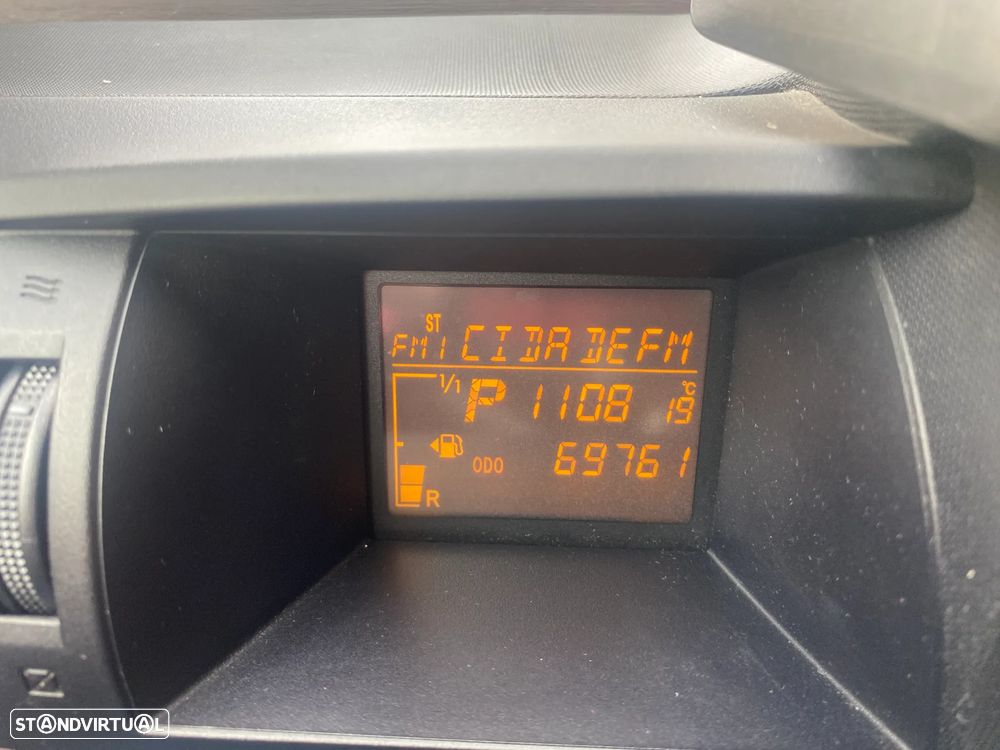 ST
FM1 CIDADEFM
1/1 P 1108 19 °C
ODO 69761
R
STANDVIRTUAL